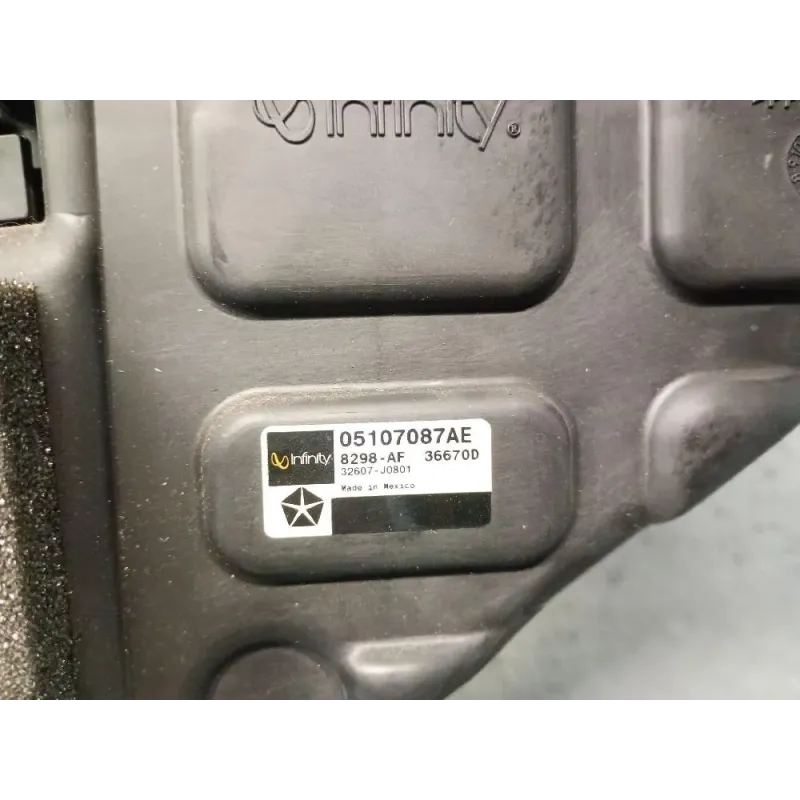 Infinity®
Infinity
05107087AE
8298-AF 36670D
32607-J0801
Made in Mexico